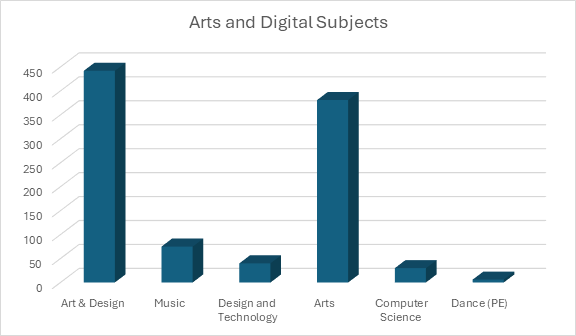 Arts and Digital Subjects
450
400
350
300
250
200
150
100
50
0
Art & Design
Music
Design and
Technology
Arts
Computer
Science
Dance (PE)